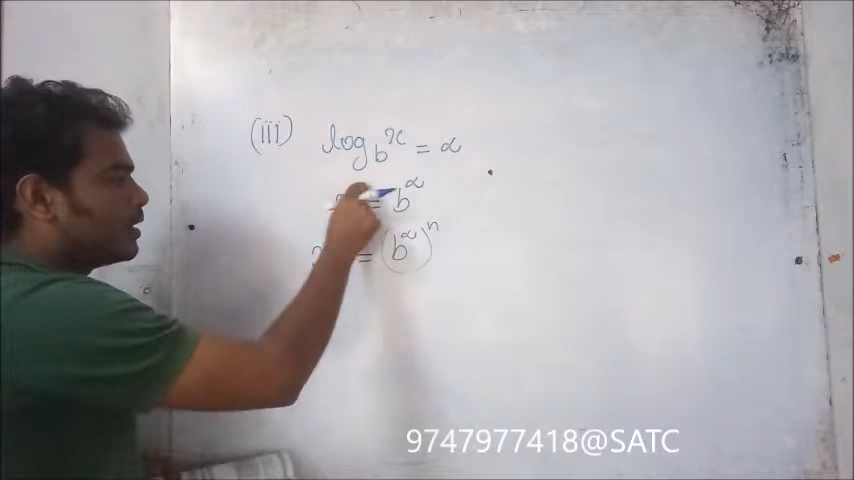 (iii) log_b x = α
= b^α
= (b^α)^n
9747977418@SATC